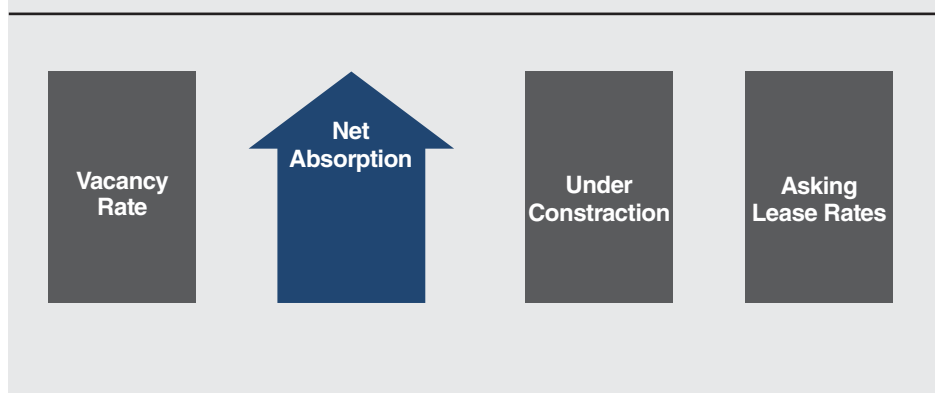 Vacancy
Rate
Net
Absorption
Under
Constraction
Asking
Lease Rates